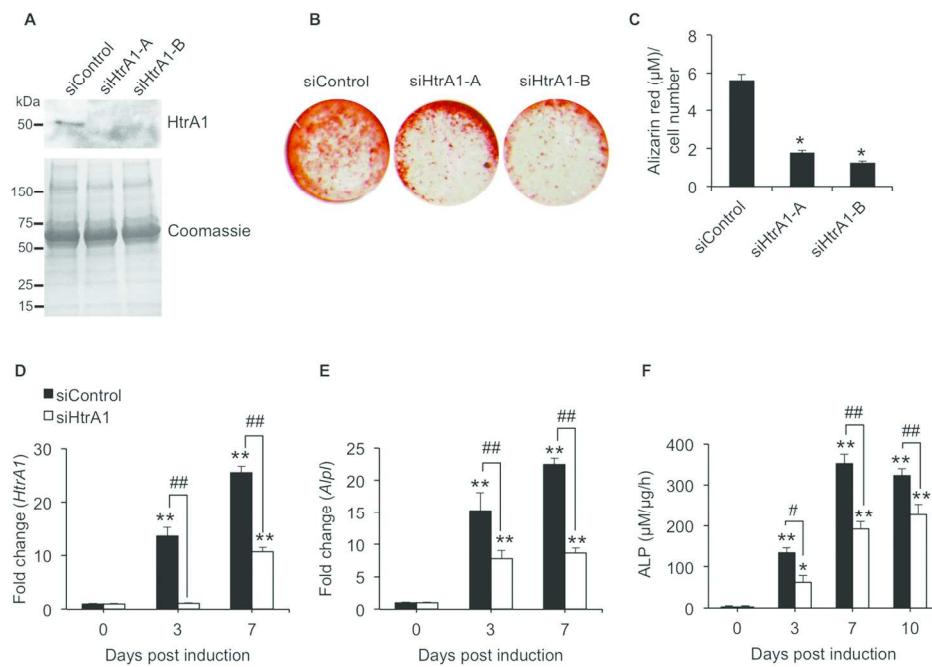 A
siControl
siHtrA1-A
siHtrA1-B
kDa
50
HtrA1
150
75
50
25
15
Coomassie
B
siControl
siHtrA1-A
siHtrA1-B
C
Alizarin red (µM)/
cell number
8
6
4
2
0
*
*
siControl
siHtrA1-A
siHtrA1-B
D
siControl
siHtrA1
Fold change (HtrA1)
30
20
10
0
**
##
**
##
**
0 3 7
Days post induction
E
Fold change (Alpl)
25
20
15
10
5
0
**
##
**
**
##
**
0 3 7
Days post induction
F
ALP (µM/µg/h)
400
300
200
100
0
**
#
*
**
##
**
**
##
**
0 3 7 10
Days post induction